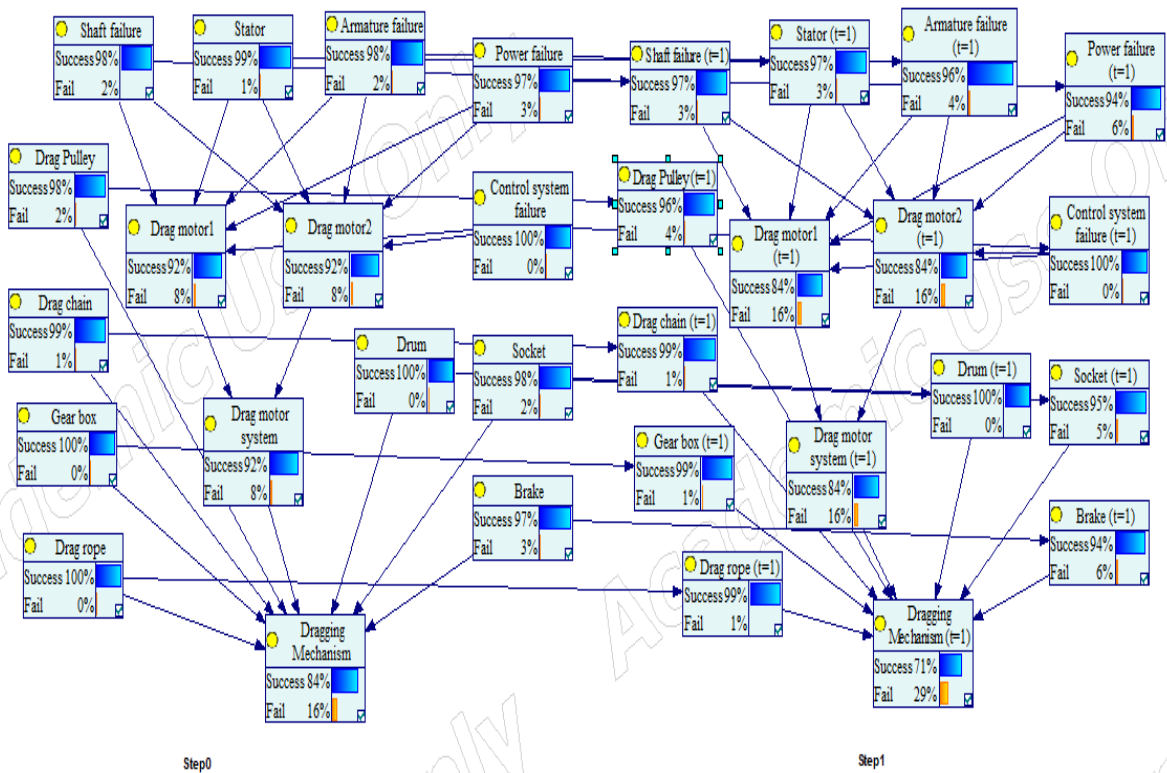 Shaft failure
Success 98%
Fail 2%
Stator
Success 99%
Fail 1%
Armature failure
Success 98%
Fail 2%
Power failure
Success 97%
Fail 3%
Drag Pulley
Success 98%
Fail 2%
Drag motor1
Success 92%
Fail 8%
Drag motor2
Success 92%
Fail 8%
Control system
failure
Success 100%
Fail 0%
Drag chain
Success 99%
Fail 1%
Drum
Success 100%
Fail 0%
Socket
Success 98%
Fail 2%
Gear box
Success 100%
Fail 0%
Drag motor
system
Success 92%
Fail 8%
Brake
Success 97%
Fail 3%
Drag rope
Success 100%
Fail 0%
Dragging
Mechanism
Success 84%
Fail 16%
Step0
Shaft failure (t=1)
Success 97%
Fail 3%
Stator (t=1)
Success 97%
Fail 3%
Armature failure
(t=1)
Success 96%
Fail 4%
Power failure
(t=1)
Success 94%
Fail 6%
Drag Pulley (t=1)
Success 96%
Fail 4%
Drag motor1
(t=1)
Success 84%
Fail 16%
Drag motor2
(t=1)
Success 84%
Fail 16%
Control system
failure (t=1)
Success 100%
Fail 0%
Drag chain (t=1)
Success 99%
Fail 1%
Drum (t=1)
Success 100%
Fail 0%
Socket (t=1)
Success 95%
Fail 5%
Gear box (t=1)
Success 99%
Fail 1%
Drag motor
system (t=1)
Success 84%
Fail 16%
Brake (t=1)
Success 94%
Fail 6%
Drag rope (t=1)
Success 99%
Fail 1%
Dragging
Mechanism (t=1)
Success 71%
Fail 29%
Step1
Academic Use Only